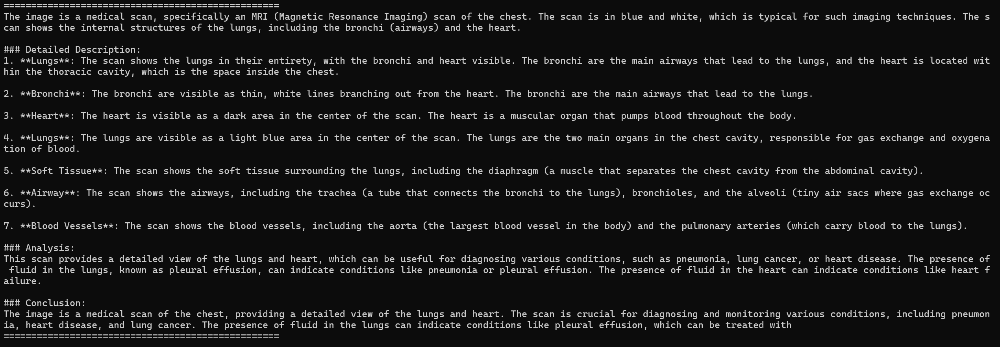 ==================================================
The image is a medical scan, specifically an MRI (Magnetic Resonance Imaging) scan of the chest. The scan is in blue and white, which is typical for such imaging techniques. The s
can shows the internal structures of the lungs, including the bronchi (airways) and the heart.

### Detailed Description:
1. **Lungs**: The scan shows the lungs in their entirety, with the bronchi and heart visible. The bronchi are the main airways that lead to the lungs, and the heart is located wit
hin the thoracic cavity, which is the space inside the chest.

2. **Bronchi**: The bronchi are visible as thin, white lines branching out from the heart. The bronchi are the main airways that lead to the lungs.

3. **Heart**: The heart is visible as a dark area in the center of the scan. The heart is a muscular organ that pumps blood throughout the body.

4. **Lungs**: The lungs are visible as a light blue area in the center of the scan. The lungs are the two main organs in the chest cavity, responsible for gas exchange and oxygena
tion of blood.

5. **Soft Tissue**: The scan shows the soft tissue surrounding the lungs, including the diaphragm (a muscle that separates the chest cavity from the abdominal cavity).

6. **Airway**: The scan shows the airways, including the trachea (a tube that connects the bronchi to the lungs), bronchioles, and the alveoli (tiny air sacs where gas exchange oc
curs).

7. **Blood Vessels**: The scan shows the blood vessels, including the aorta (the largest blood vessel in the body) and the pulmonary arteries (which carry blood to the lungs).

### Analysis:
This scan provides a detailed view of the lungs and heart, which can be useful for diagnosing various conditions, such as pneumonia, lung cancer, or heart disease. The presence of
 fluid in the lungs, known as pleural effusion, can indicate conditions like pneumonia or pleural effusion. The presence of fluid in the heart can indicate conditions like heart f
ailure.

### Conclusion:
The image is a medical scan of the chest, providing a detailed view of the lungs and heart. The scan is crucial for diagnosing and monitoring various conditions, including pneumon
ia, heart disease, and lung cancer. The presence of fluid in the lungs can indicate conditions like pleural effusion, which can be treated with
==================================================